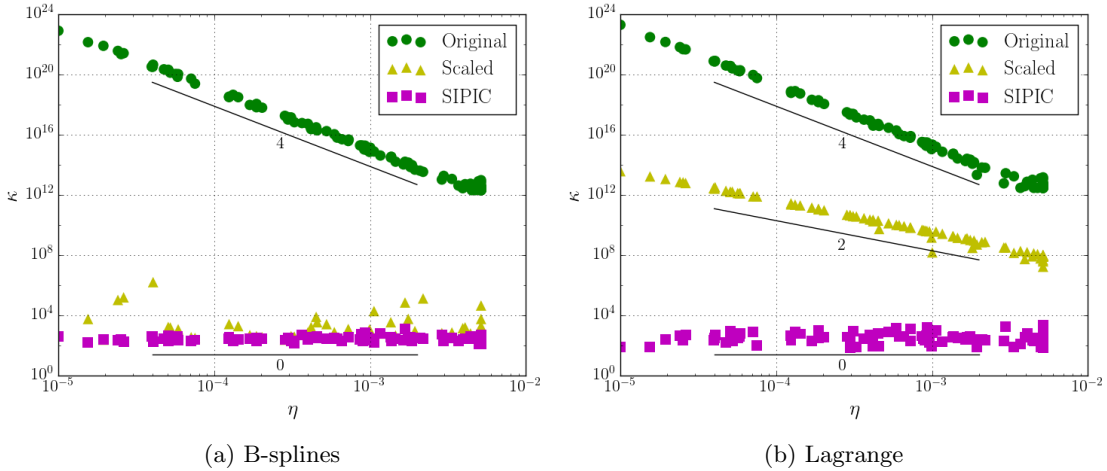 10^24
10^20
10^16
10^12
10^8
10^4
10^0
κ
Original
Scaled
SIPIC
4
0
10^-5
10^-4
10^-3
10^-2
η
(a) B-splines
10^24
10^20
10^16
10^12
10^8
10^4
10^0
κ
Original
Scaled
SIPIC
4
2
0
10^-5
10^-4
10^-3
10^-2
η
(b) Lagrange